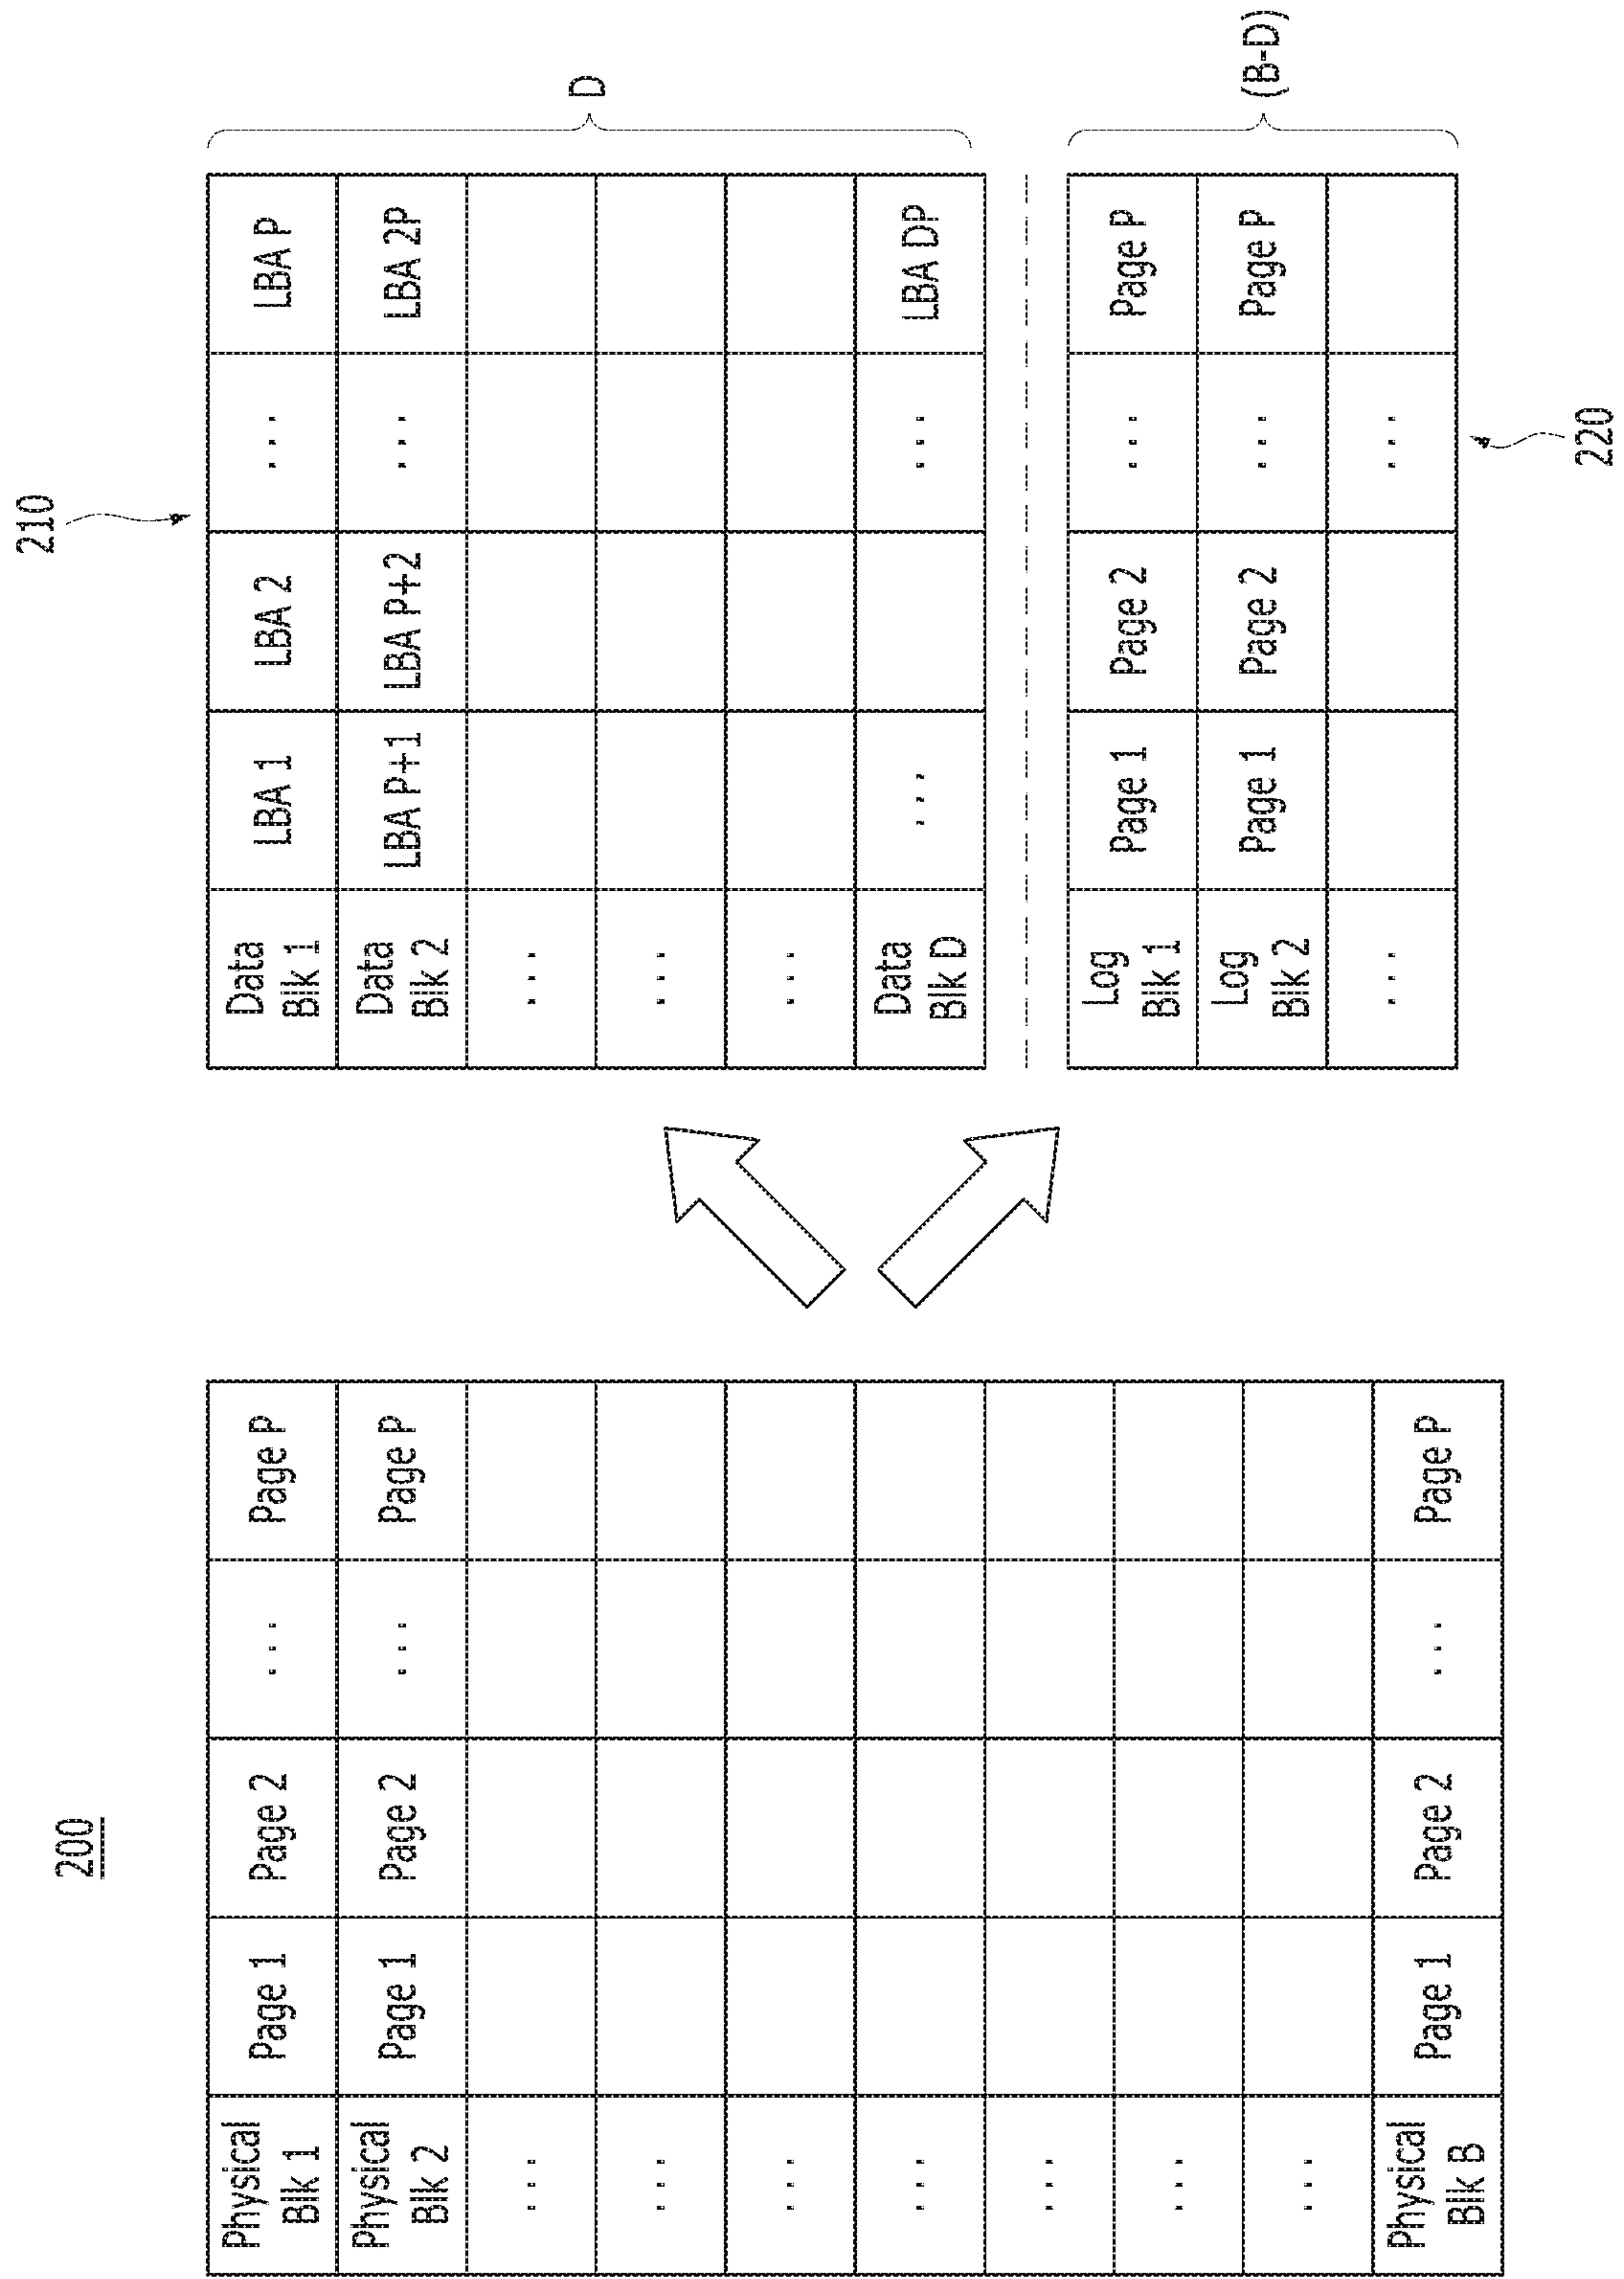 200
Physical
Blk 1
Page 1
Page 2
...
Page P
Physical
Blk 2
Page 1
Page 2
...
Page P
...
...
...
...
...
...
...
Physical
Blk B
Page 1
Page 2
...
Page P
210
Data
Blk 1
LBA 1
LBA 2
...
LBA P
Data
Blk 2
LBA P+1
LBA P+2
...
LBA 2P
...
...
...
Data
Blk D
...
...
LBA DP
D
Log
Blk 1
Page 1
Page 2
...
Page P
Log
Blk 2
Page 1
Page 2
...
Page P
...
...
(B-D)
220